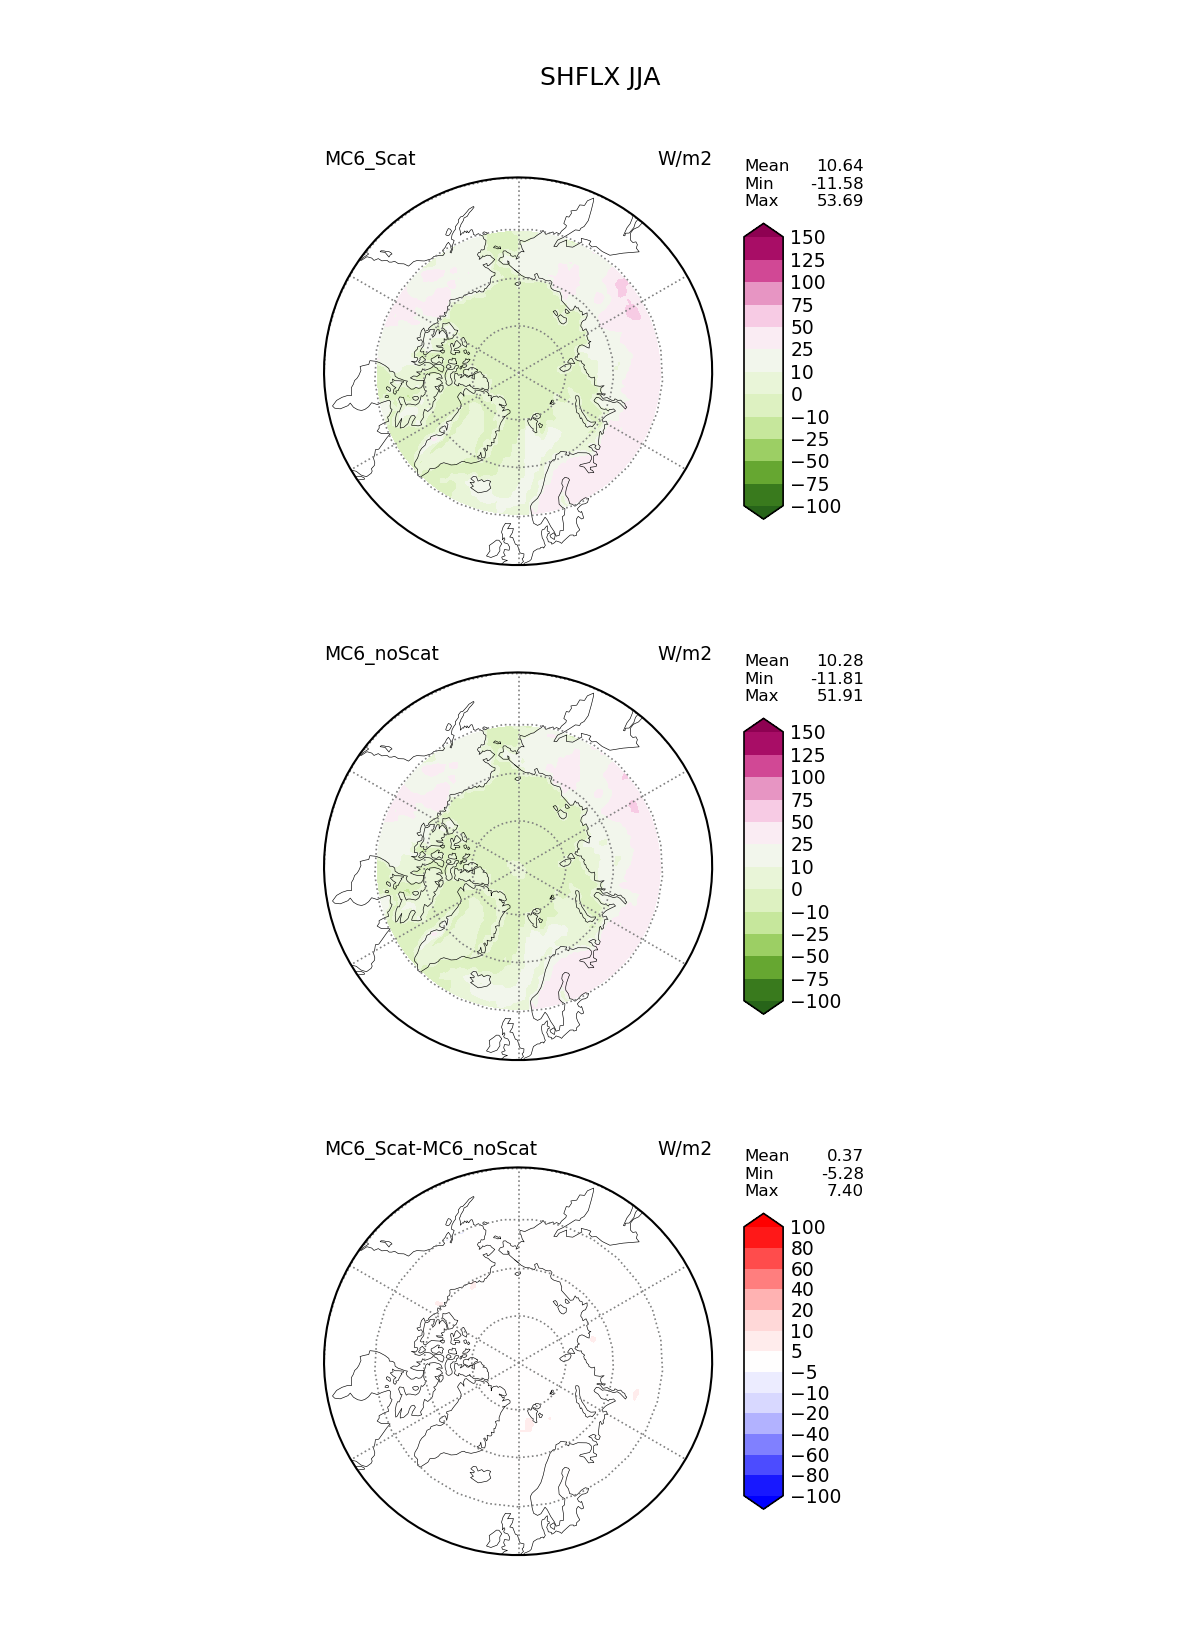 SHFLX JJA
MC6_Scat
W/m2
Mean 10.64
Min -11.58
Max 53.69
150
125
100
75
50
25
10
0
−10
−25
−50
−75
−100
MC6_noScat
W/m2
Mean 10.28
Min -11.81
Max 51.91
150
125
100
75
50
25
10
0
−10
−25
−50
−75
−100
MC6_Scat-MC6_noScat
W/m2
Mean 0.37
Min -5.28
Max 7.40
100
80
60
40
20
10
5
−5
−10
−20
−40
−60
−80
−100